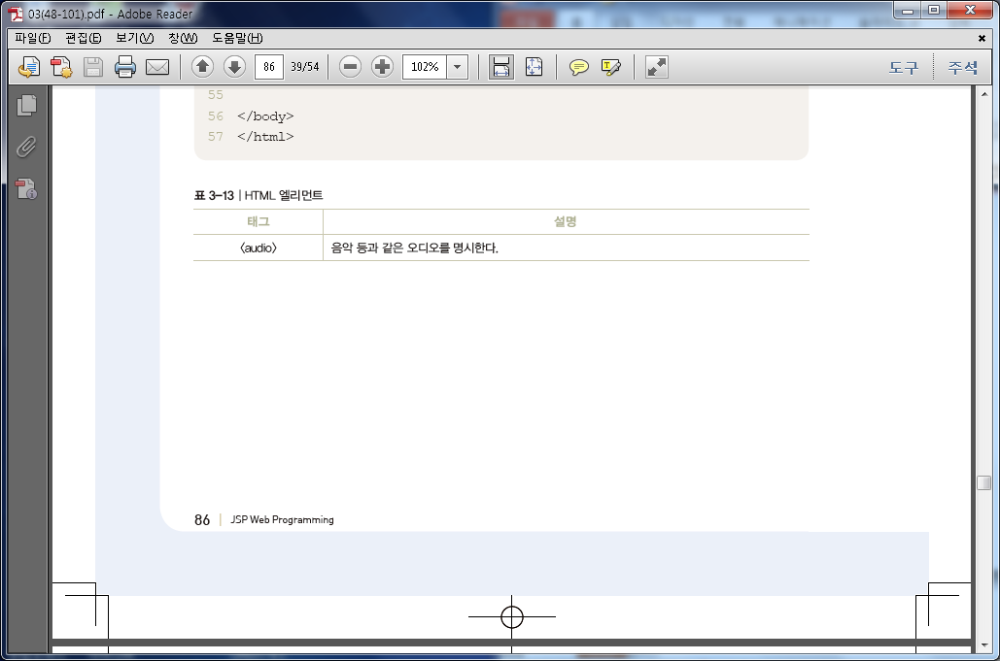 03(48-101).pdf - Adobe Reader
파일(F) 편집(E) 보기(V) 창(W) 도움말(H)
86 39/54 102% 도구 주석
55
56 </body>
57 </html>
표 3-13 | HTML 엘리먼트
태그 설명
〈audio〉 음악 등과 같은 오디오를 명시한다.
86 | JSP Web Programming